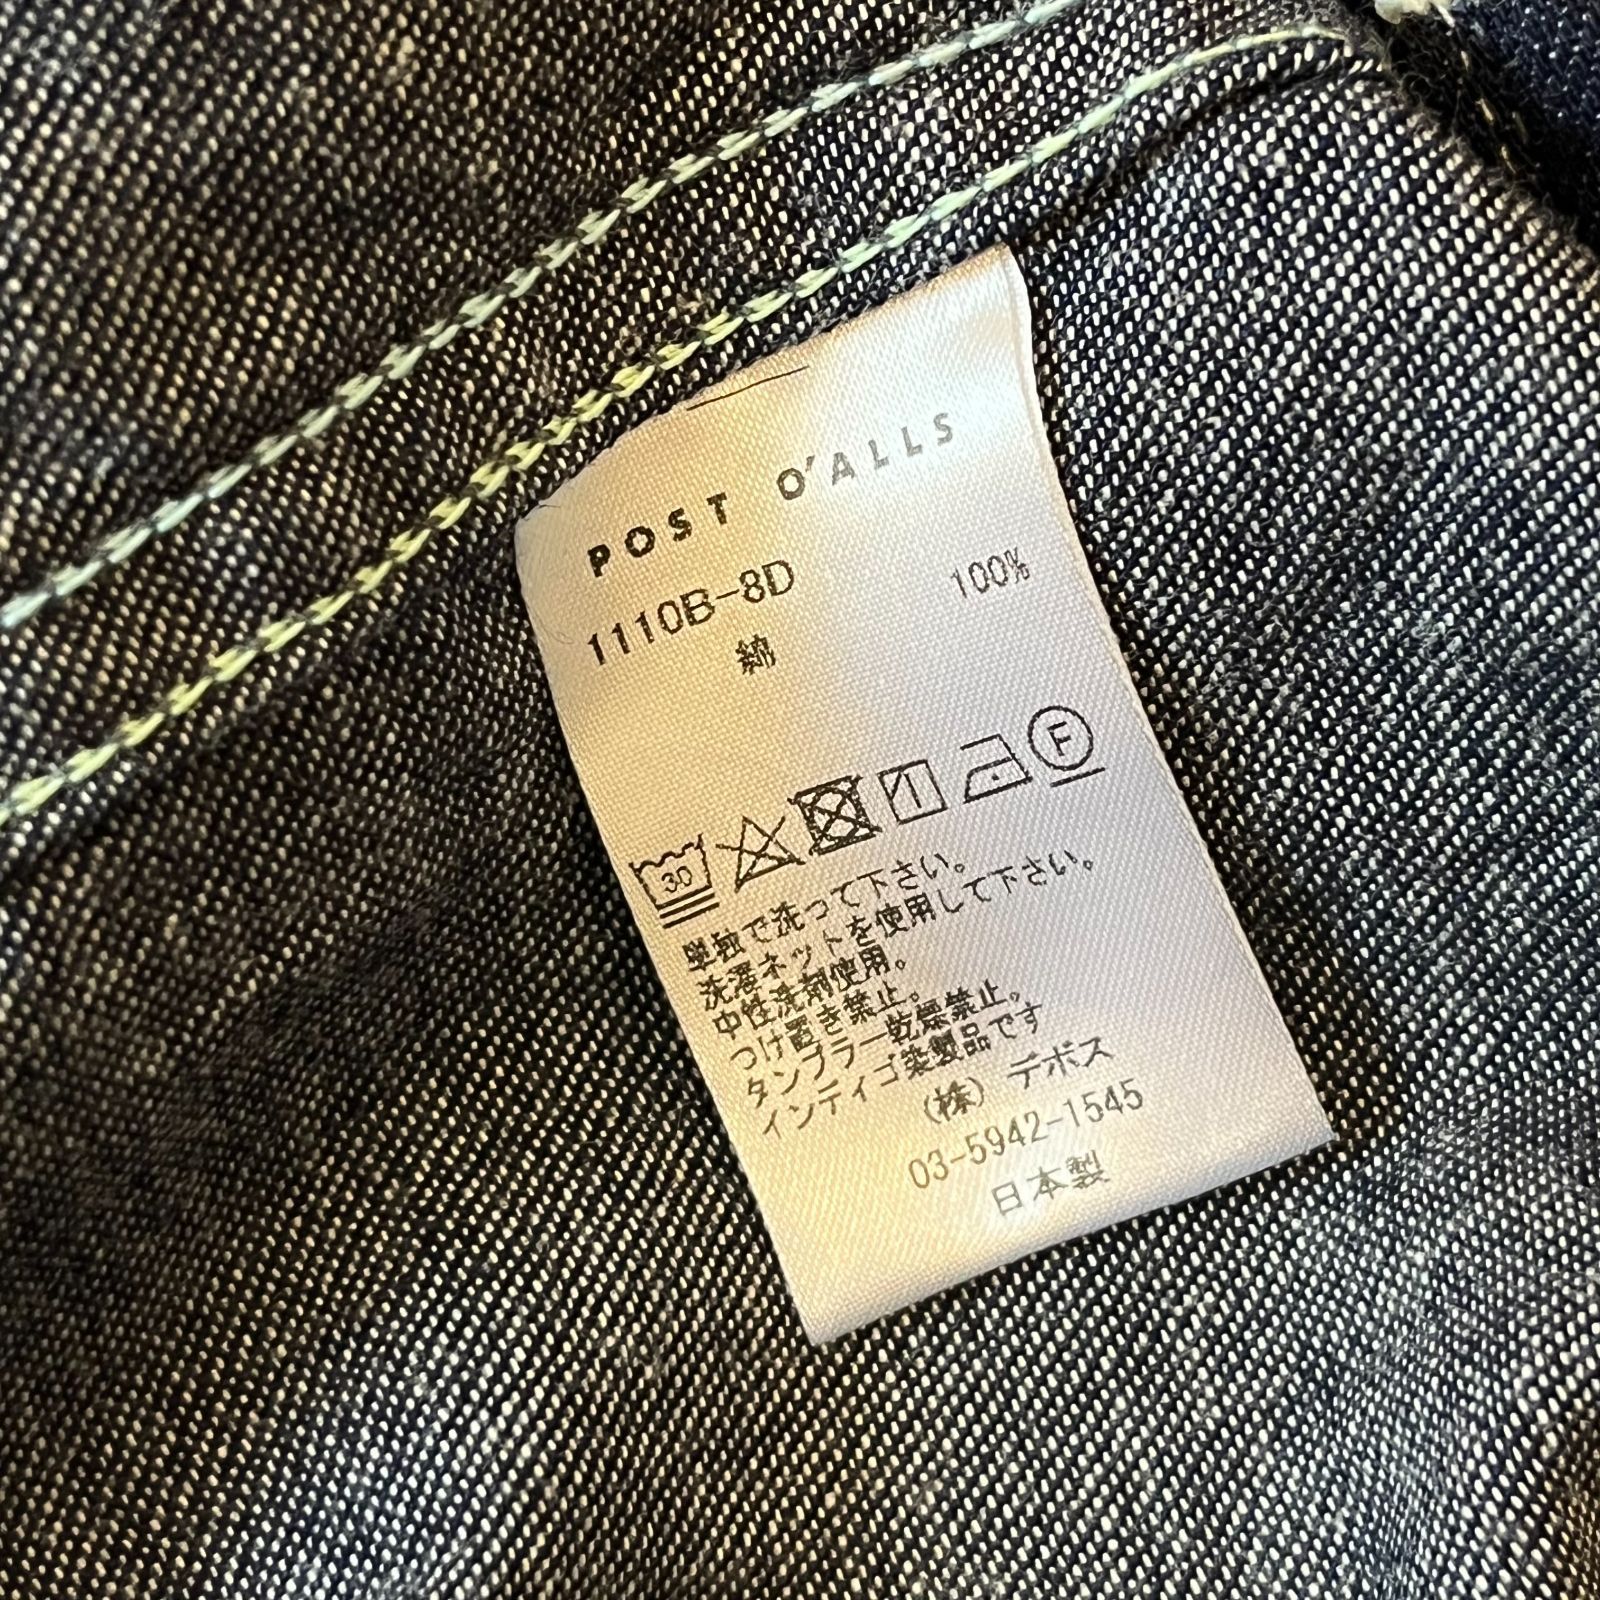 POST O'ALLS
1110B-8D
綿 100%
30 F
単独で洗って下さい。
洗濯ネットを使用して下さい。
中性洗剤使用。
つけ置き禁止。
タンブラー乾燥禁止。
インディゴ染製品です
(株) デボス
03-5942-1545
日本製